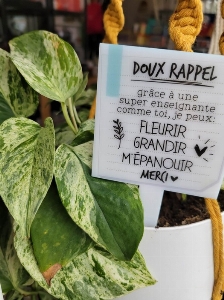 DOUX RAPPEL
grâce à une
super enseignante
comme toi, je peux:
FLEURIR
GRANDIR
M'ÉPANOUIR
MERCI